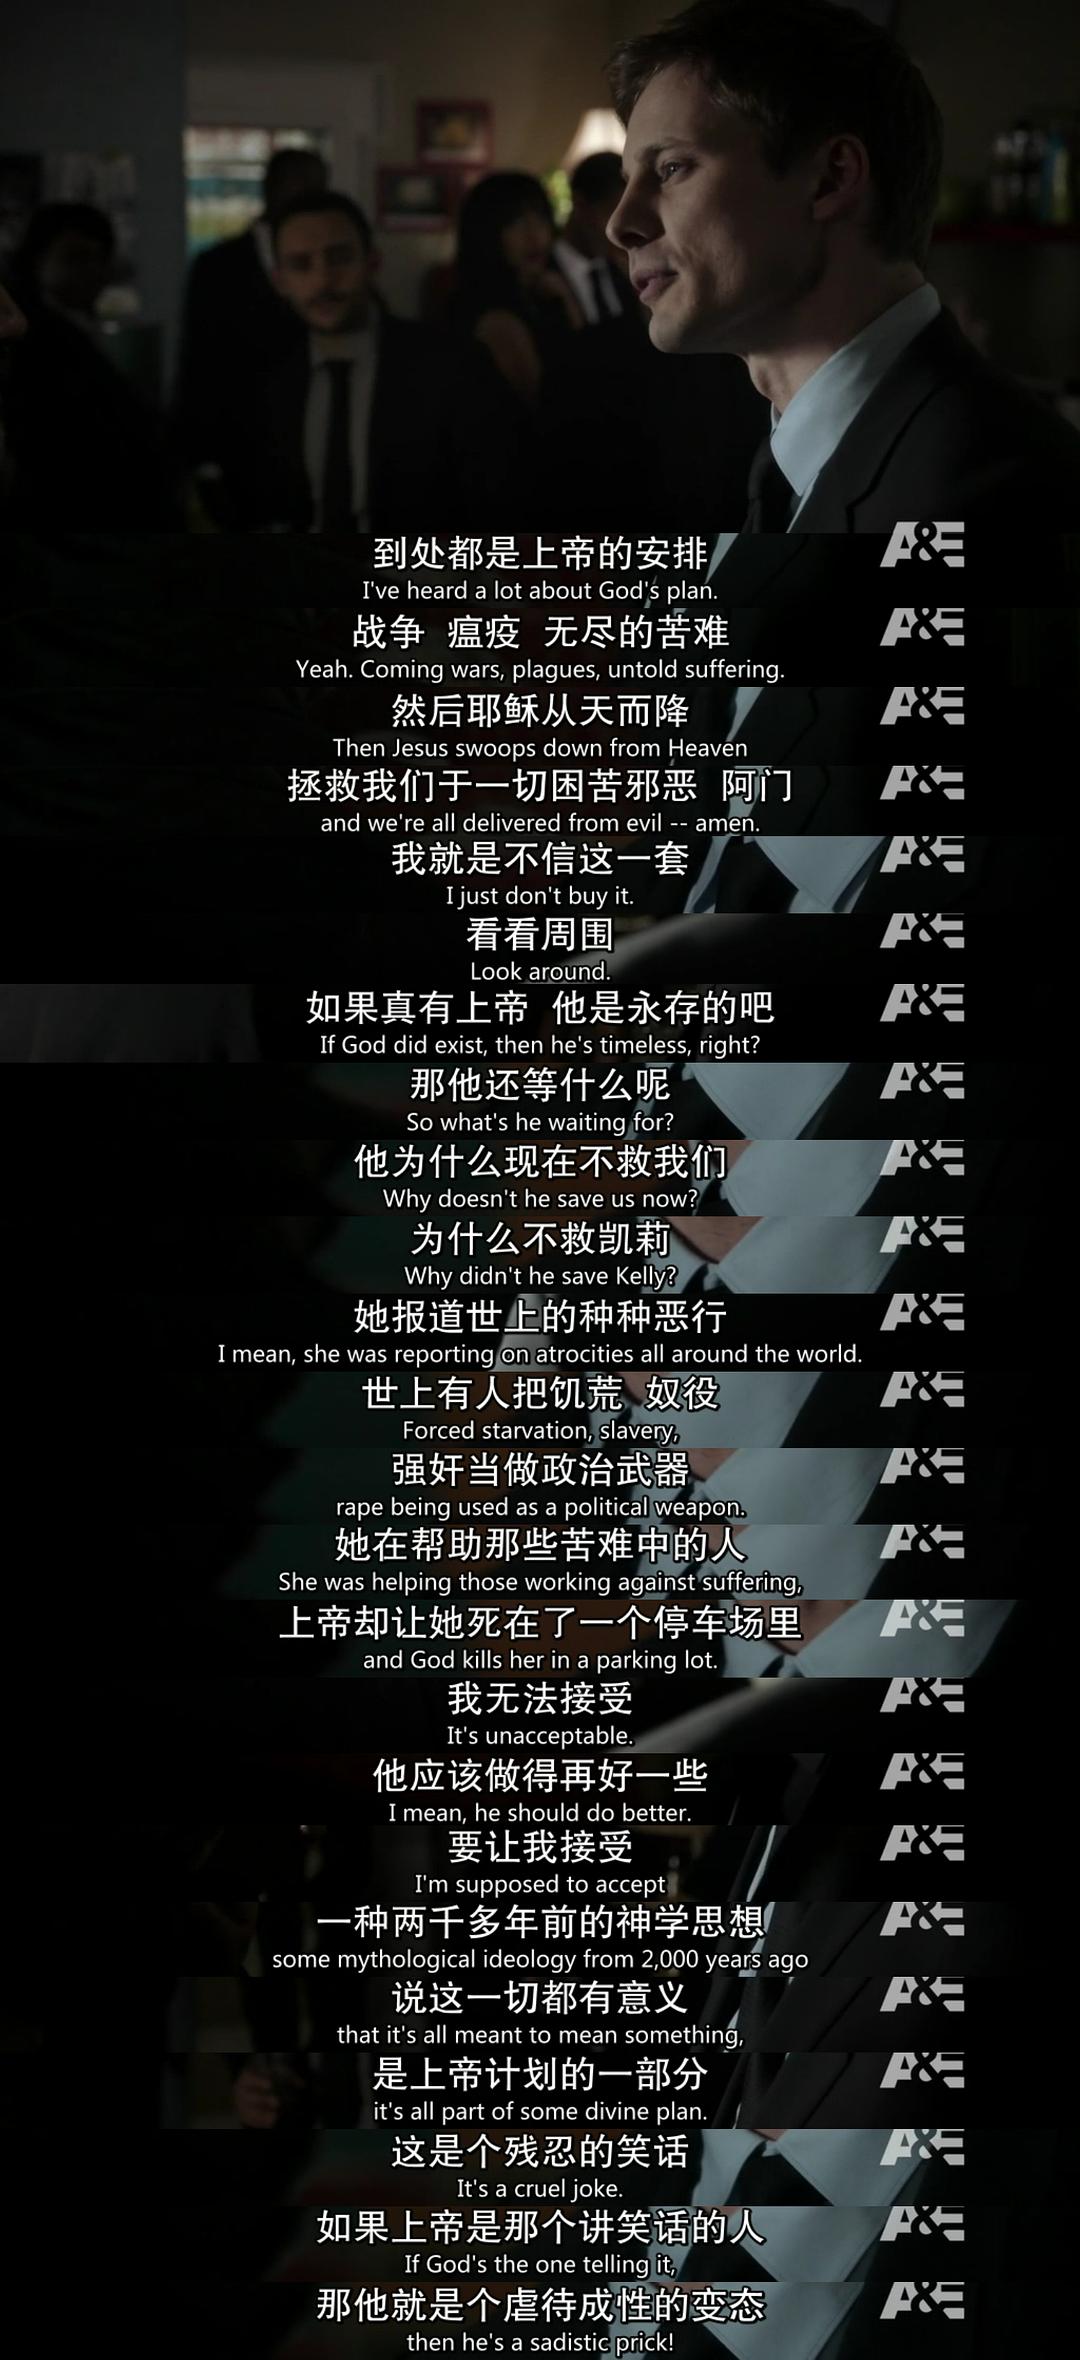 A&E
到处都是上帝的安排
I've heard a lot about God's plan.
A&E
战争 瘟疫 无尽的苦难
Yeah. Coming wars, plagues, untold suffering.
A&E
然后耶稣从天而降
Then Jesus swoops down from Heaven
A&E
拯救我们于一切困苦邪恶 阿门
and we're all delivered from evil -- amen.
A&E
我就是不信这一套
I just don't buy it.
A&E
看看周围
Look around.
A&E
如果真有上帝 他是永存的吧
If God did exist, then he's timeless, right?
A&E
那他还等什么呢
So what's he waiting for?
A&E
他为什么现在不救我们
Why doesn't he save us now?
A&E
为什么不救凯莉
Why didn't he save Kelly?
A&E
她报道世上的种种恶行
I mean, she was reporting on atrocities all around the world.
A&E
世上有人把饥荒 奴役
Forced starvation, slavery,
A&E
强奸当做政治武器
rape being used as a political weapon.
A&E
她在帮助那些苦难中的人
She was helping those working against suffering,
A&E
上帝却让她死在了一个停车场里
and God kills her in a parking lot.
A&E
我无法接受
It's unacceptable.
A&E
他应该做得再好一些
I mean, he should do better.
A&E
要让我接受
I'm supposed to accept
A&E
一种两千多年前的神学思想
some mythological ideology from 2,000 years ago
A&E
说这一切都有意义
that it's all meant to mean something,
A&E
是上帝计划的一部分
it's all part of some divine plan.
A&E
这是个残忍的笑话
It's a cruel joke.
A&E
如果上帝是那个讲笑话的人
If God's the one telling it,
A&E
那他就是个虐待成性的变态
then he's a sadistic prick!